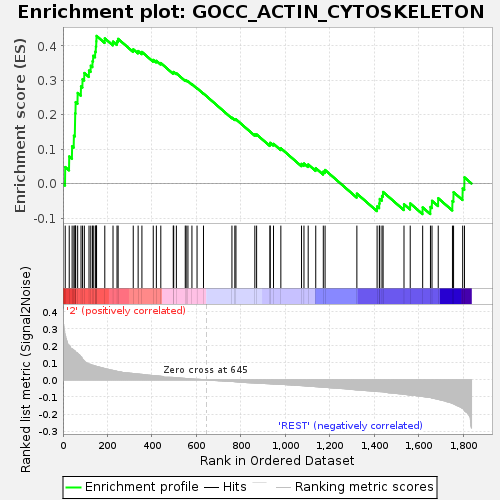 Enrichment plot: GOCC_ACTIN_CYTOSKELETON
Enrichment score (ES)
0.4
0.3
0.2
0.1
0.0
-0.1
Ranked list metric (Signal2Noise)
0.4
0.3
0.2
0.1
0.0
-0.1
-0.2
-0.3
'2' (positively correlated)
Zero cross at 645
'REST' (negatively correlated)
0
200
400
600
800
1,000
1,200
1,400
1,600
1,800
Rank in Ordered Dataset
Enrichment profile
Hits
Ranking metric scores